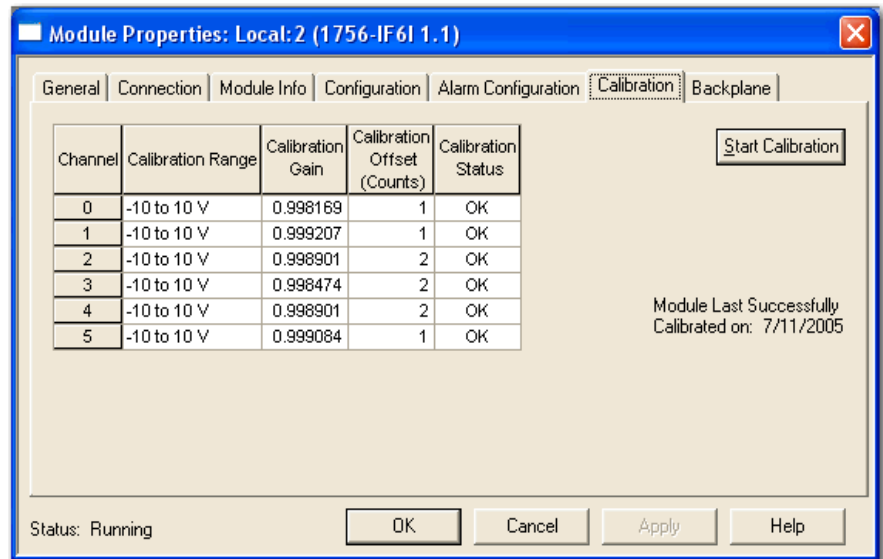 Module Properties: Local:2 (1756-IF6I 1.1)
General Connection Module Info Configuration Alarm Configuration Calibration Backplane
Channel Calibration Range Calibration Gain Calibration Offset (Counts) Calibration Status
0 -10 to 10 V 0.998169 1 OK
1 -10 to 10 V 0.999207 1 OK
2 -10 to 10 V 0.998901 2 OK
3 -10 to 10 V 0.998474 2 OK
4 -10 to 10 V 0.998901 2 OK
5 -10 to 10 V 0.999084 1 OK
Start Calibration
Module Last Successfully
Calibrated on: 7/11/2005
Status: Running
OK Cancel Apply Help